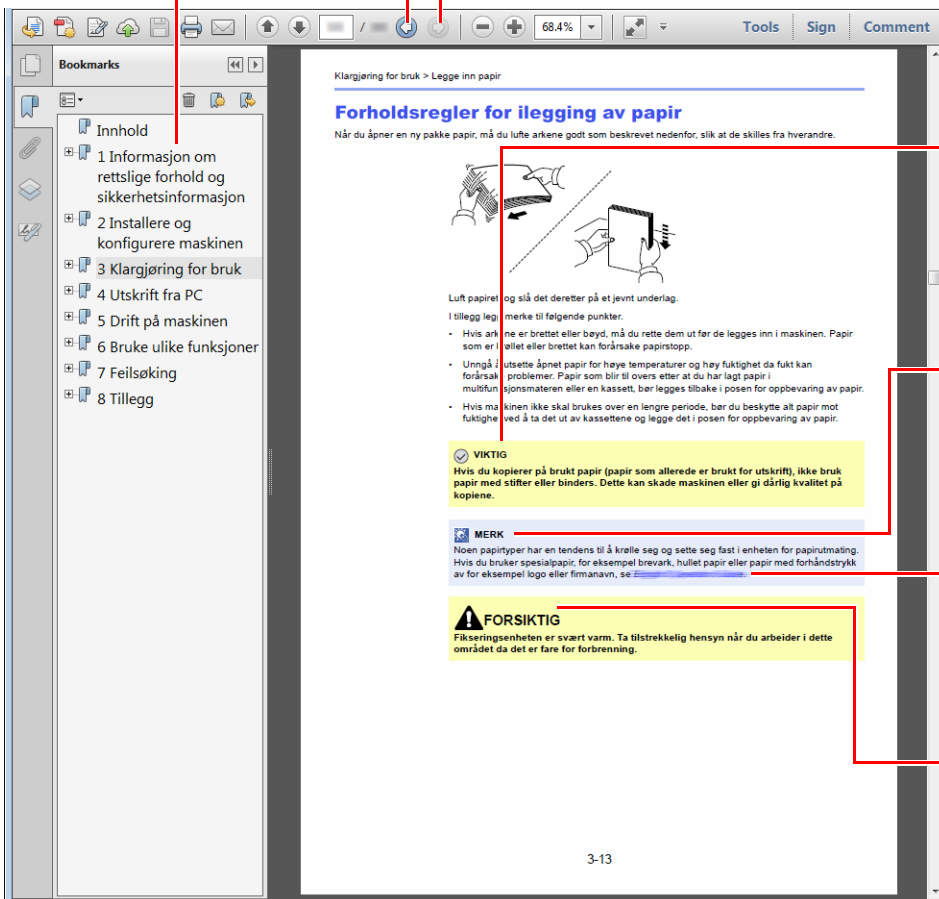 /
68.4%
Tools
Sign
Comment
Bookmarks
Innhold
1 Informasjon om
rettslige forhold og
sikkerhetsinformasjon
2 Installere og
konfigurere maskinen
3 Klargjøring for bruk
4 Utskrift fra PC
5 Drift på maskinen
6 Bruke ulike funksjoner
7 Feilsøking
8 Tillegg
Klargjøring for bruk > Legge inn papir
Forholdsregler for ilegging av papir
Når du åpner en ny pakke papir, må du lufte arkene godt som beskrevet nedenfor, slik at de skilles fra hverandre.
Luft papiret og slå det deretter på et jevnt underlag.
I tillegg legg merke til følgende punkter.
• Hvis arkene er brettet eller bøyd, må du rette dem ut før de legges inn i maskinen. Papir
som er krøllet eller brettet kan forårsake papirstopp.
• Unngå å utsette åpnet papir for høye temperaturer og høy fuktighet da fukt kan
forårsake problemer. Papir som blir til overs etter at du har lagt papir i
multifunksjonsmateren eller en kassett, bør legges tilbake i posen for oppbevaring av papir.
• Hvis maskinen ikke skal brukes over en lengre periode, bør du beskytte alt papir mot
fuktighet ved å ta det ut av kassettene og legge det i posen for oppbevaring av papir.
VIKTIG
Hvis du kopierer på brukt papir (papir som allerede er brukt for utskrift), ikke bruk
papir med stifter eller binders. Dette kan skade maskinen eller gi dårlig kvalitet på
kopiene.
MERK
Noen papirtyper har en tendens til å krølle seg og sette seg fast i enheten for papirutmating.
Hvis du bruker spesialpapir, for eksempel brevark, hullet papir eller papir med forhåndstrykk
av for eksempel logo eller firmanavn, se
FORSIKTIG
Fikseringsenheten er svært varm. Ta tilstrekkelig hensyn når du arbeider i dette
området da det er fare for forbrenning.
3-13